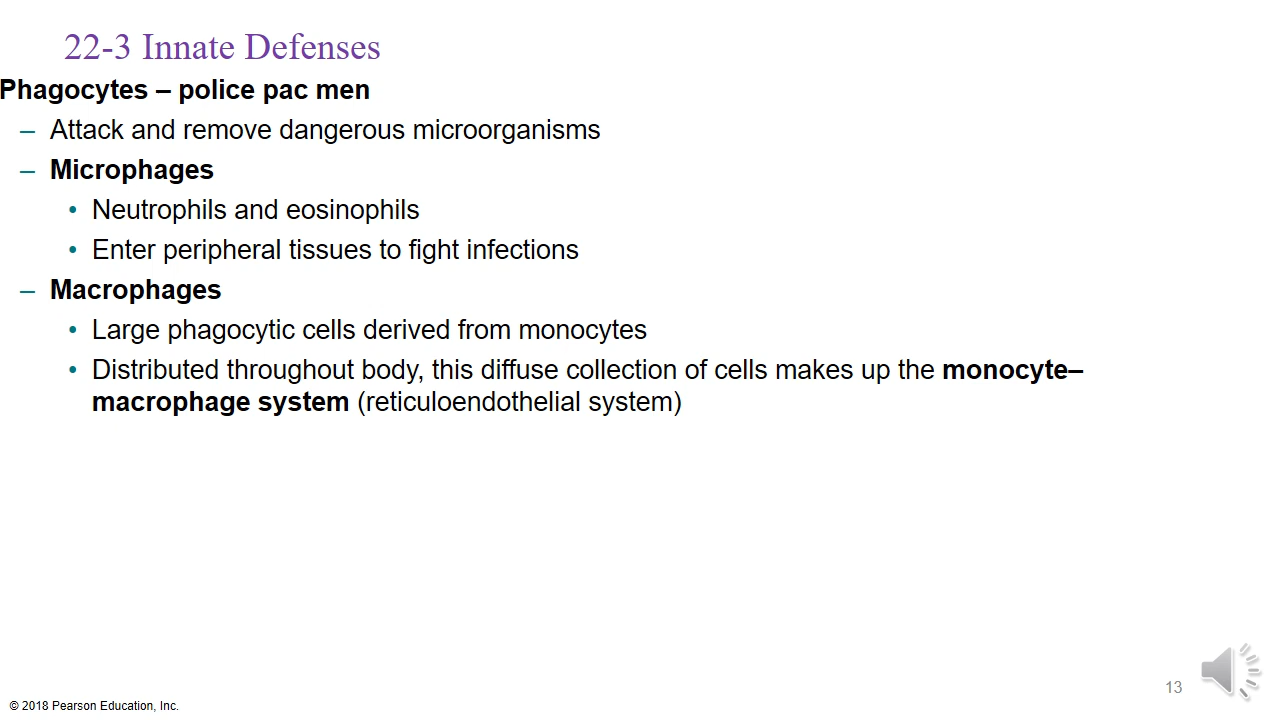 22-3 Innate Defenses
Phagocytes – police pac men
– Attack and remove dangerous microorganisms
– Microphages
• Neutrophils and eosinophils
• Enter peripheral tissues to fight infections
– Macrophages
• Large phagocytic cells derived from monocytes
• Distributed throughout body, this diffuse collection of cells makes up the monocyte–
macrophage system (reticuloendothelial system)
13
© 2018 Pearson Education, Inc.